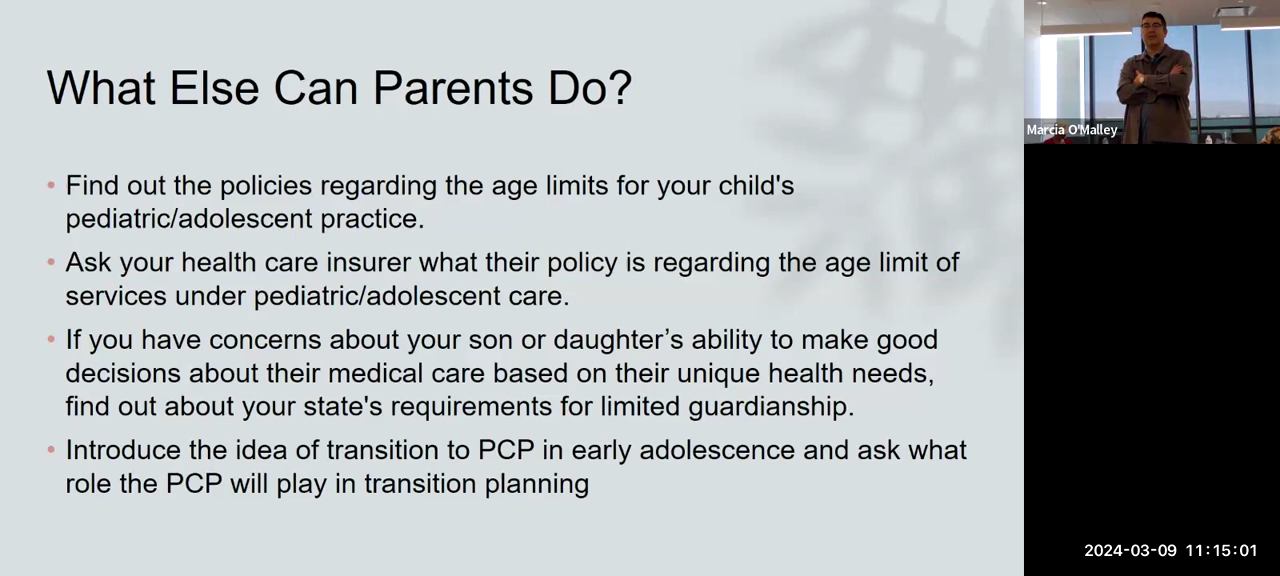 What Else Can Parents Do?
• Find out the policies regarding the age limits for your child's
pediatric/adolescent practice.
• Ask your health care insurer what their policy is regarding the age limit of
services under pediatric/adolescent care.
• If you have concerns about your son or daughter’s ability to make good
decisions about their medical care based on their unique health needs,
find out about your state's requirements for limited guardianship.
• Introduce the idea of transition to PCP in early adolescence and ask what
role the PCP will play in transition planning
Marcia O'Malley
2024-03-09 11:15:01